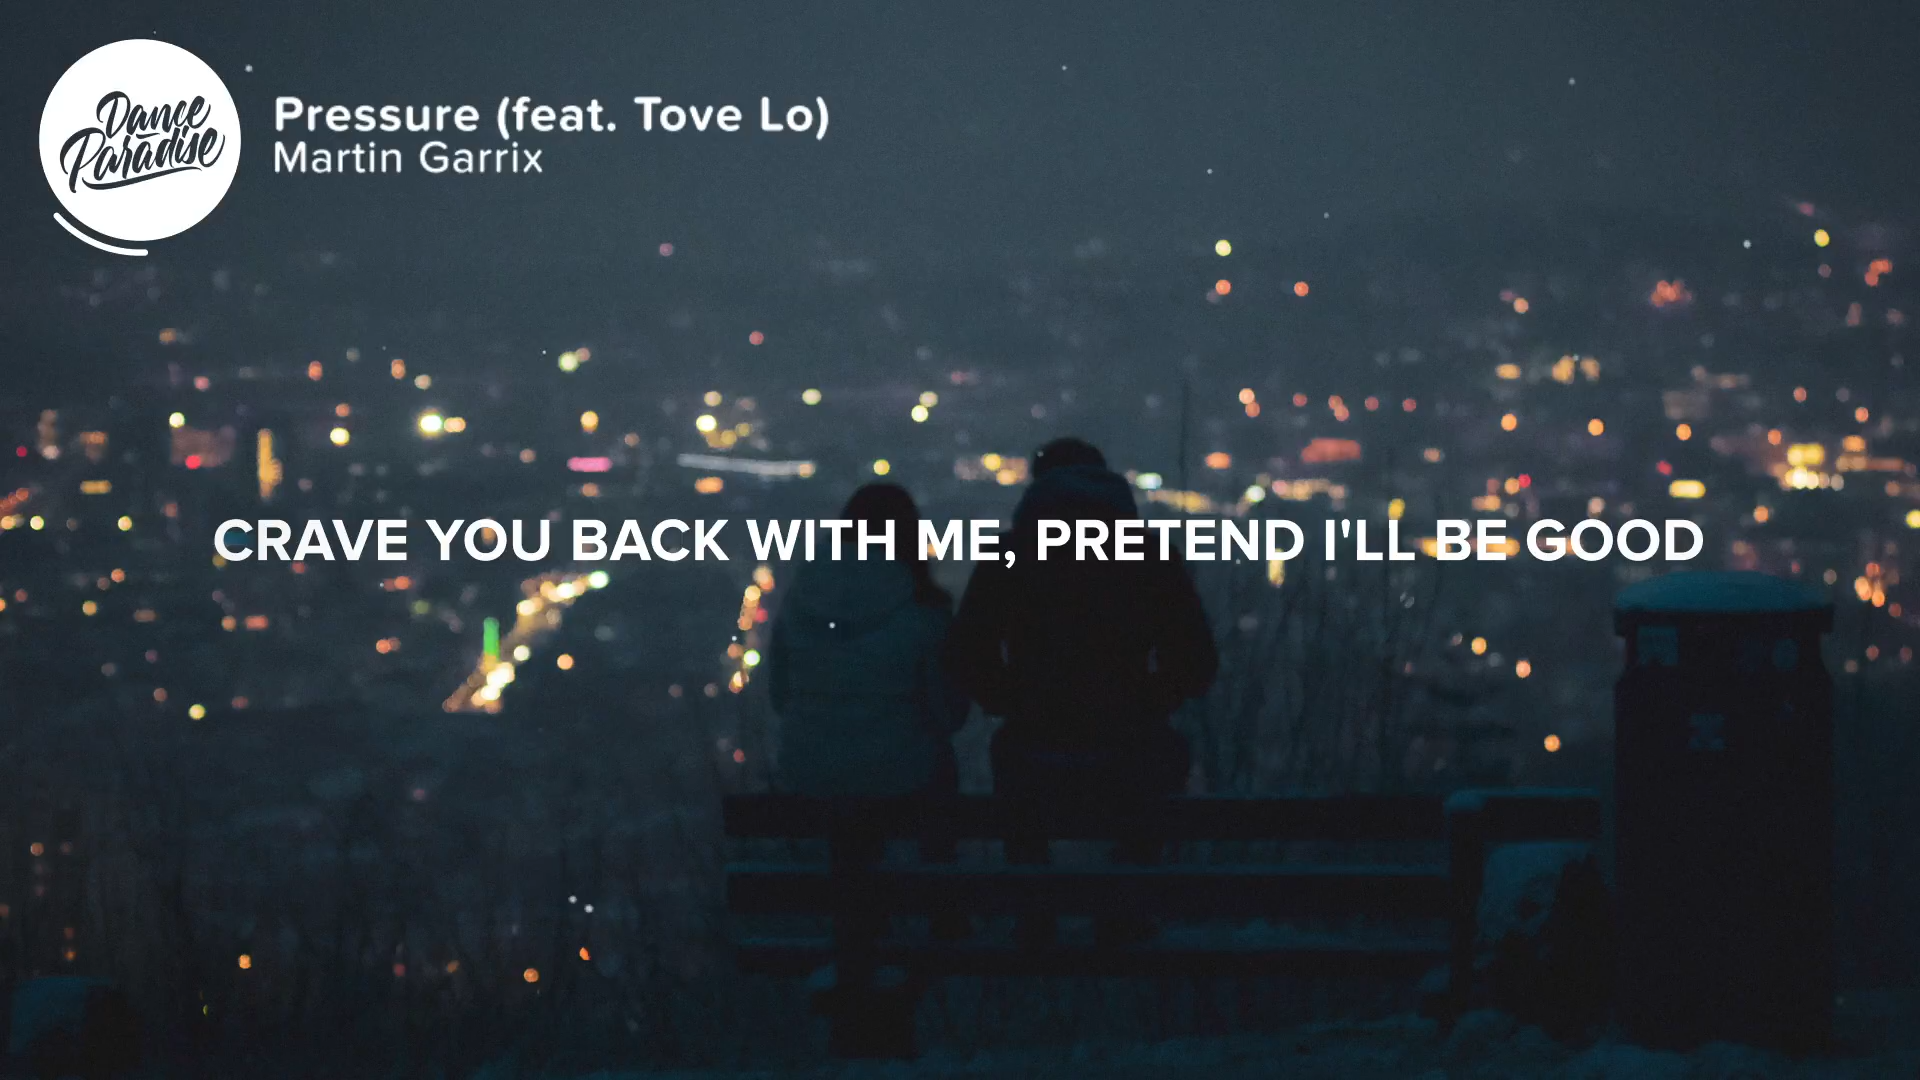 Dance
Paradise
Pressure (feat. Tove Lo)
Martin Garrix
CRAVE YOU BACK WITH ME, PRETEND I'LL BE GOOD